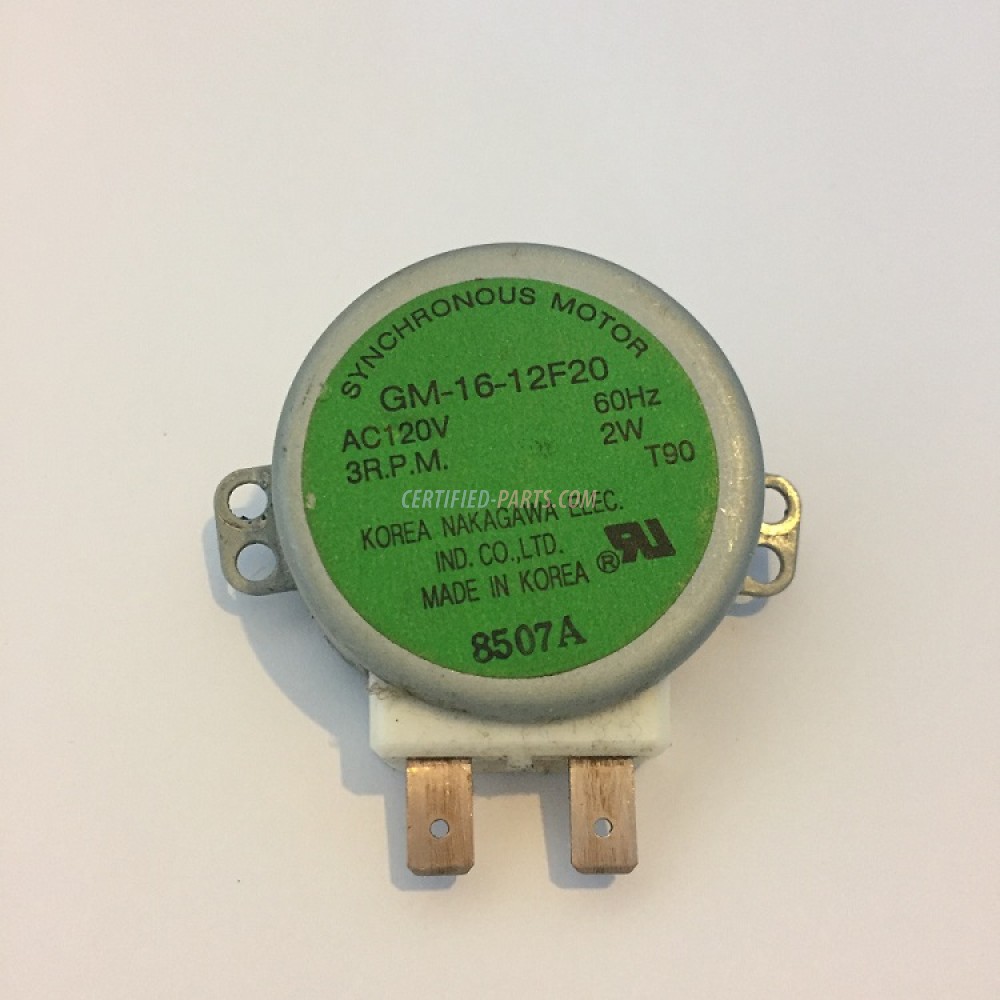 SYNCHRONOUS MOTOR
GM-16-12F20
AC120V 60Hz
3R.P.M. 2W T90
CERTIFIED-PARTS.COM
KOREA NAKAGAWA ELEC.
IND. CO.,LTD.
MADE IN KOREA ® RU
8507A